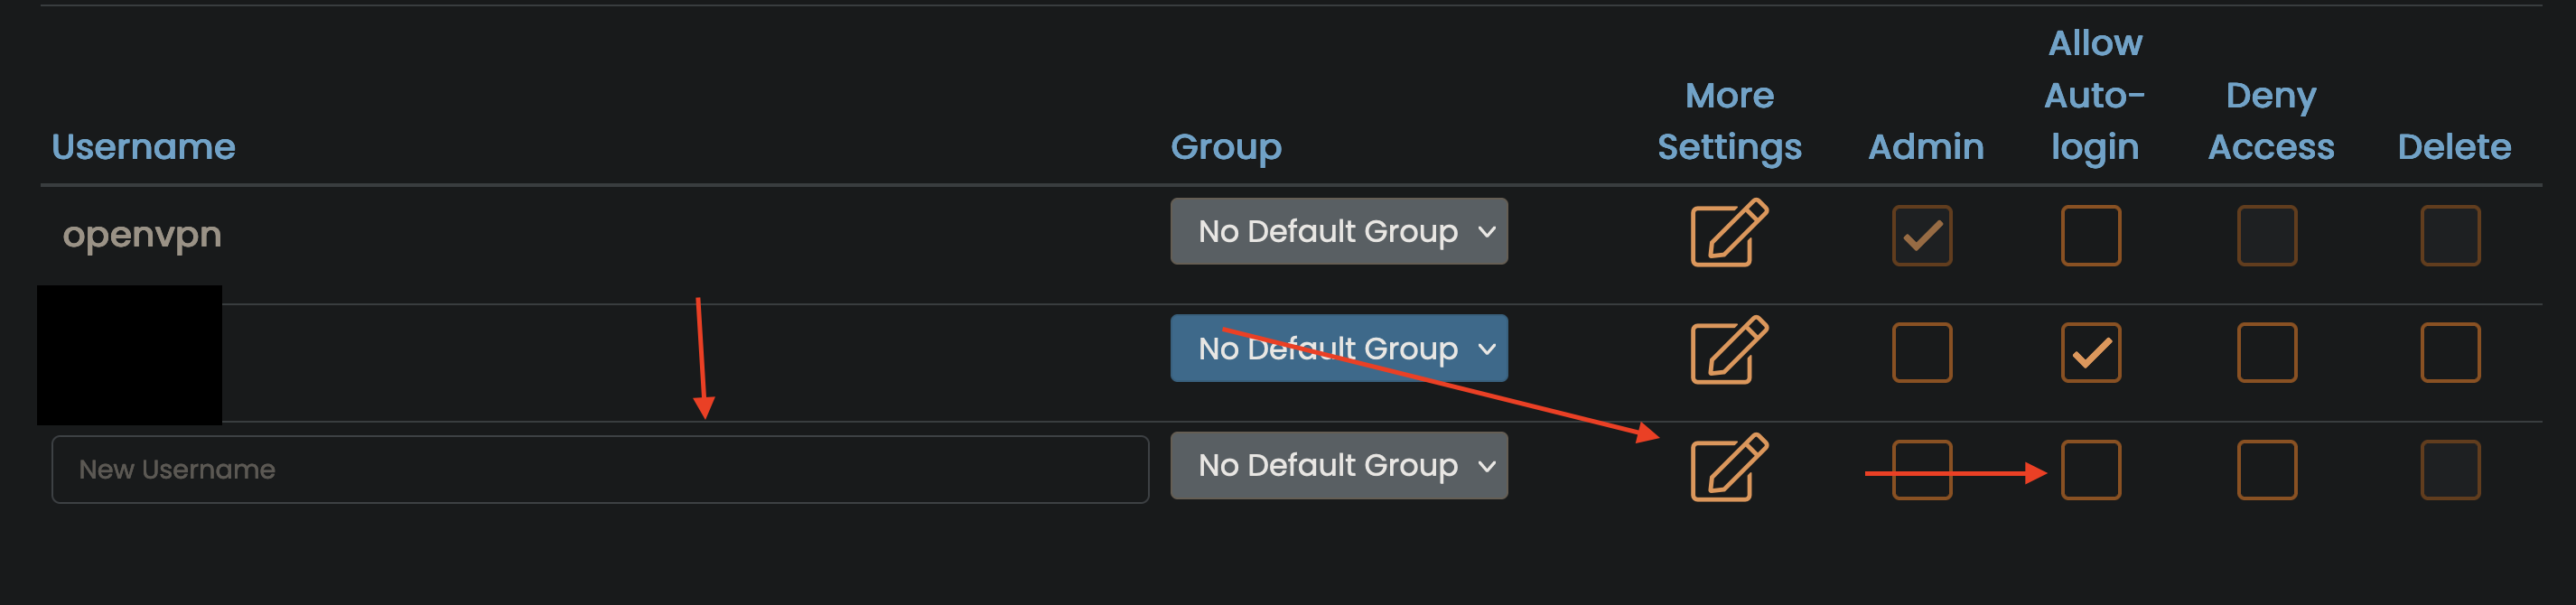 Username Group More Settings Admin Allow Auto-login Deny Access Delete
openvpn No Default Group
No Default Group
New Username No Default Group